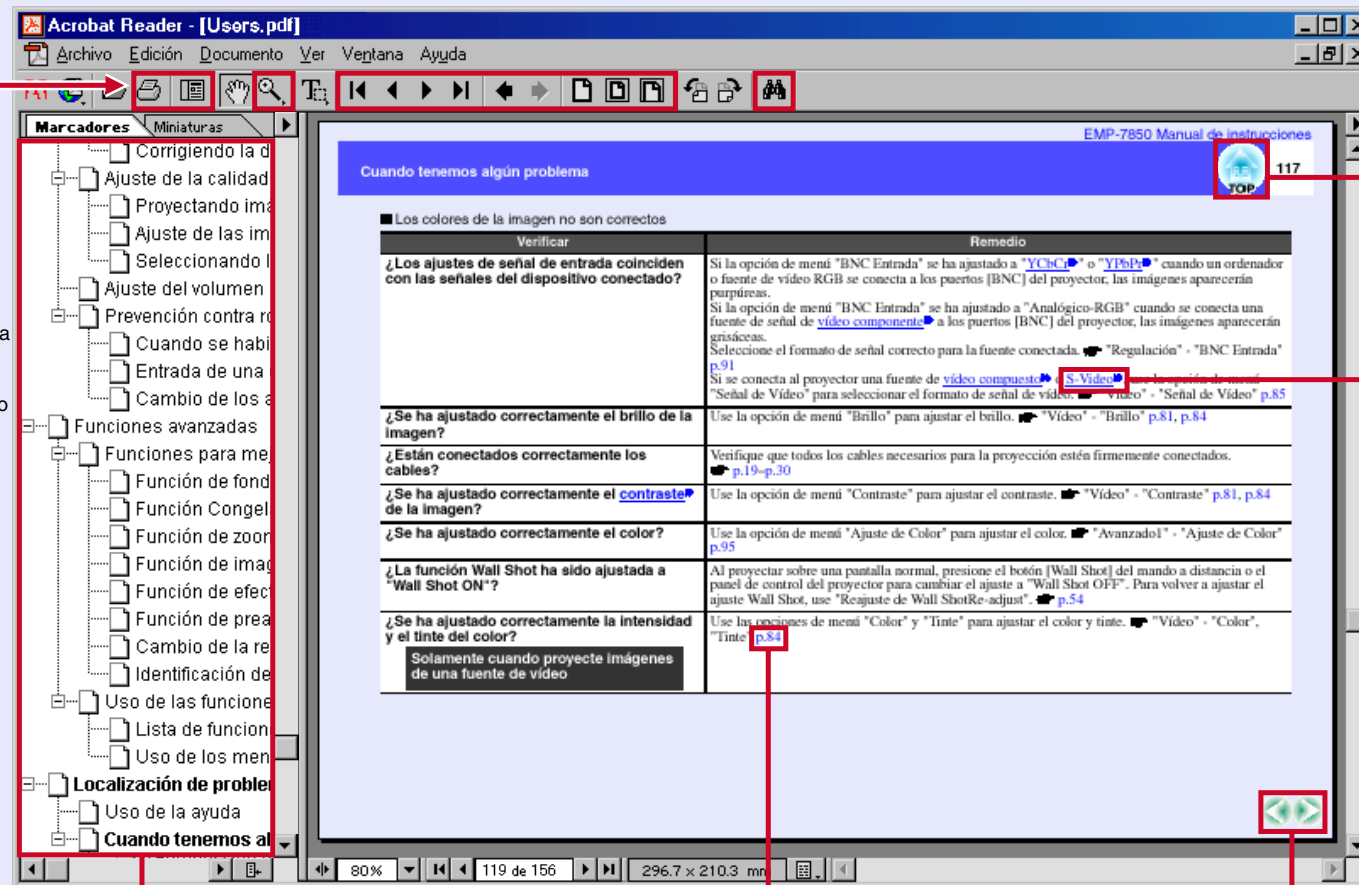 Acrobat Reader - [Users.pdf]
Archivo Edición Documento Ver Ventana Ayuda
Marcadores Miniaturas
Corrigiendo la d
Ajuste de la calidad
Proyectando ima
Ajuste de las im
Seleccionando l
Ajuste del volumen
Prevención contra ro
a
Cuando se habi
Entrada de una
o
Cambio de los a
Funciones avanzadas
Funciones para mej
Función de fond
Función Congel
Función de zoor
Función de imag
Función de efec
Función de prea
Cambio de la re
Identificación de
Uso de las funcione
Lista de funcion
Uso de los men
Localización de probler
Uso de la ayuda
Cuando tenemos al
EMP-7850 Manual de instrucciones
Cuando tenemos algún problema
TOP
117
Los colores de la imagen no son correctos
Verificar Remedio
¿Los ajustes de señal de entrada coinciden
con las señales del dispositivo conectado?
Si la opción de menú "BNC Entrada" se ha ajustado a "YCbCr" o "YPbPr" cuando un ordenador
o fuente de vídeo RGB se conecta a los puertos [BNC] del proyector, las imágenes aparecerán
purpúreas.
Si la opción de menú "BNC Entrada" se ha ajustado a "Analógico-RGB" cuando se conecta una
fuente de señal de vídeo componente a los puertos [BNC] del proyector, las imágenes aparecerán
grisáceas.
Seleccione el formato de señal correcto para la fuente conectada. "Regulación" - "BNC Entrada"
p.91
Si se conecta al proyector una fuente de vídeo compuesto o S-Video, use la opción de menú
"Señal de Vídeo" para seleccionar el formato de señal de vídeo. "Vídeo" - "Señal de Vídeo" p.85
¿Se ha ajustado correctamente el brillo de la
imagen?
Use la opción de menú "Brillo" para ajustar el brillo. "Vídeo" - "Brillo" p.81, p.84
¿Están conectados correctamente los
cables?
Verifique que todos los cables necesarios para la proyección estén firmemente conectados.
p.19–p.30
¿Se ha ajustado correctamente el contraste
de la imagen?
Use la opción de menú "Contraste" para ajustar el contraste. "Vídeo" - "Contraste" p.81, p.84
¿Se ha ajustado correctamente el color?
Use la opción de menú "Ajuste de Color" para ajustar el color. "Avanzado1" - "Ajuste de Color"
p.95
¿La función Wall Shot ha sido ajustada a
"Wall Shot ON"?
Al proyectar sobre una pantalla normal, presione el botón [Wall Shot] del mando a distancia o el
panel de control del proyector para cambiar el ajuste a "Wall Shot OFF". Para volver a ajustar el
ajuste Wall Shot, use "Reajuste de Wall ShotRe-adjust". p.54
¿Se ha ajustado correctamente la intensidad
y el tinte del color?
Solamente cuando proyecte imágenes
de una fuente de vídeo
Use las opciones de menú "Color" y "Tinte" para ajustar el color y tinte. "Vídeo" - "Color",
"Tinte" p.84
80% 119 de 156 296.7 x 210.3 mm